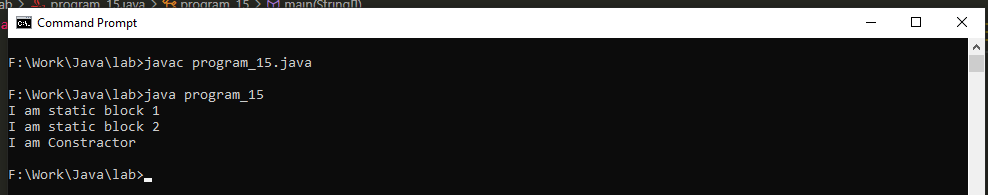 ab > program_15.java > program_15 > main(String[])
Command Prompt
F:\Work\Java\lab>javac program_15.java
F:\Work\Java\lab>java program_15
I am static block 1
I am static block 2
I am Constractor
F:\Work\Java\lab>